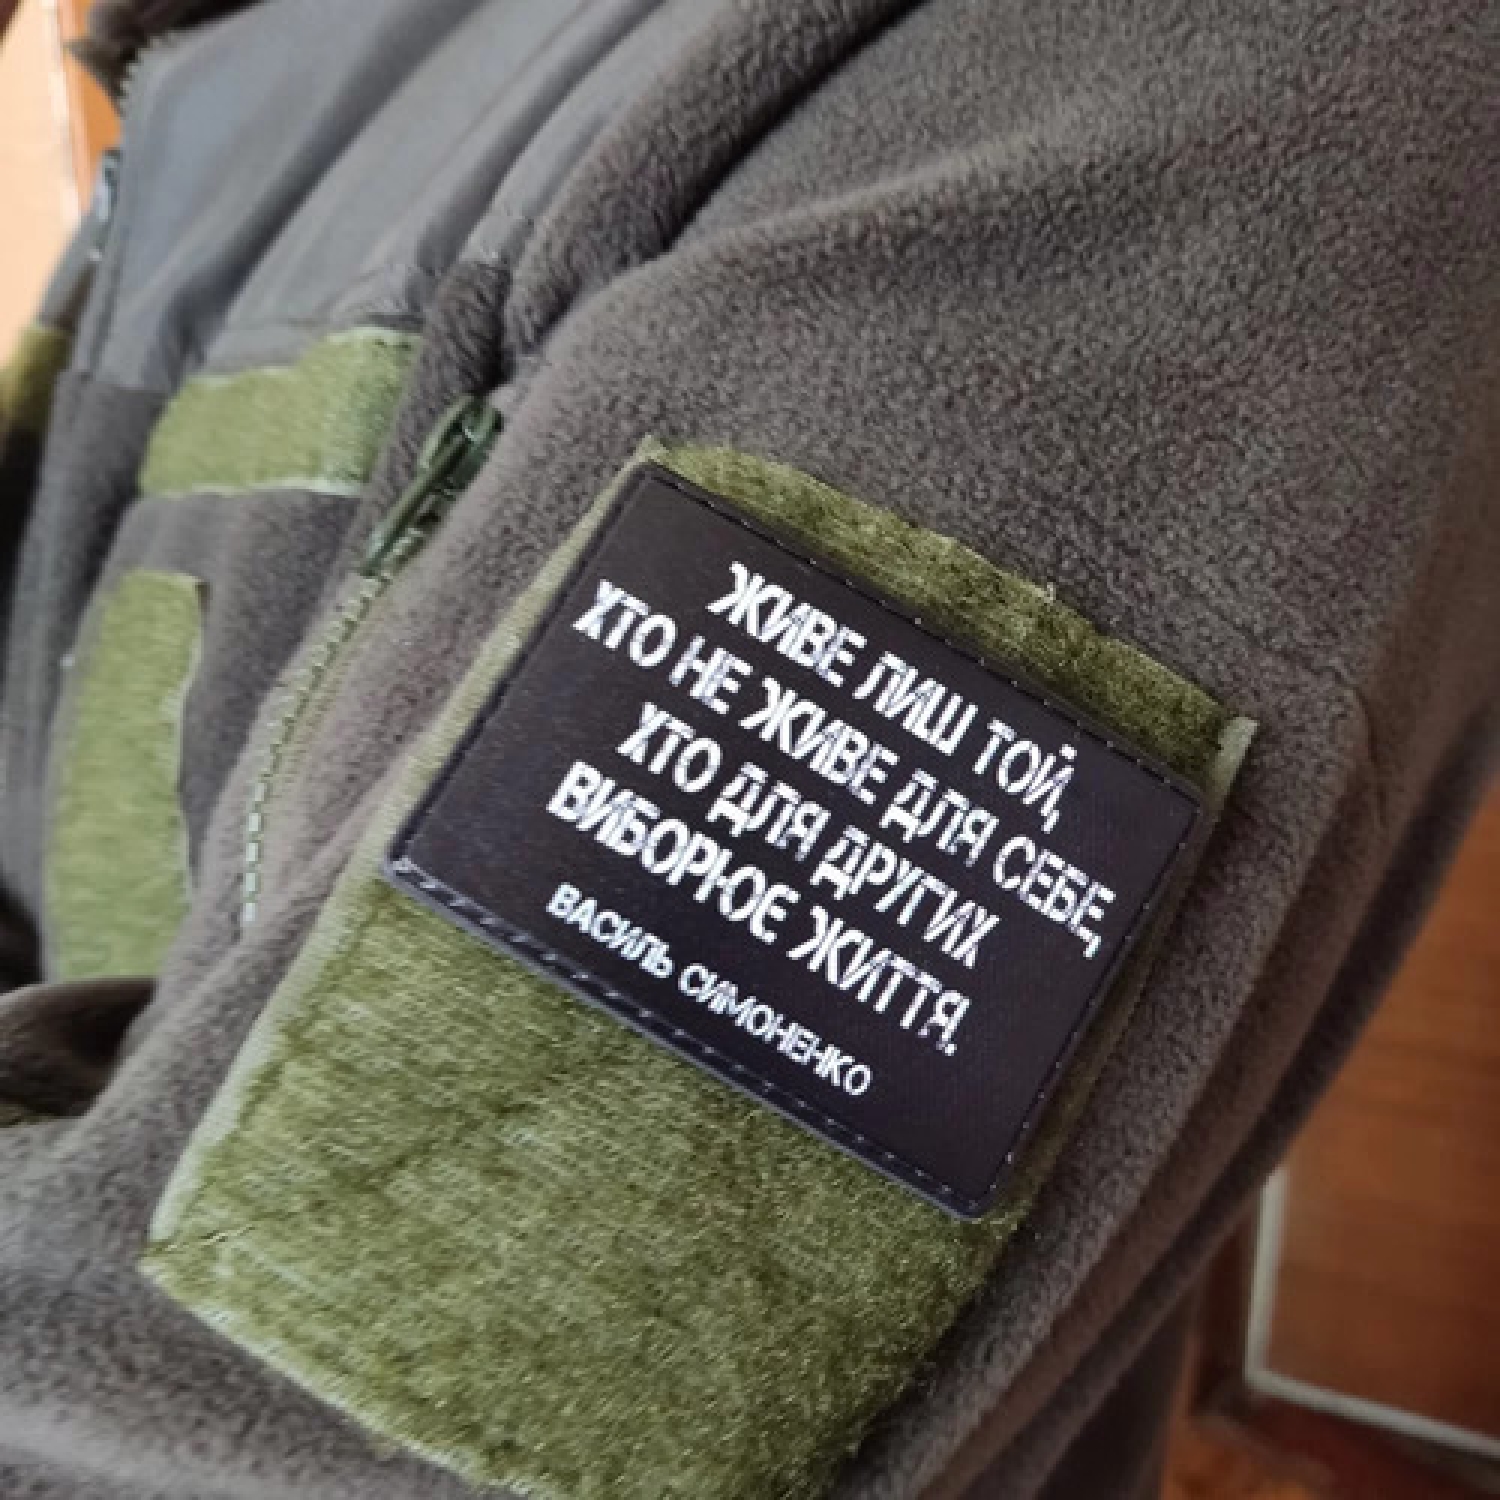 ЖИВЕ ЛИШ ТОЙ,
ХТО НЕ ЖИВЕ ДЛЯ СЕБЕ,
ХТО ДЛЯ ДРУГИХ
ВИБОРЮЄ ЖИТТЯ.
ВАСИЛЬ СИМОНЕНКО